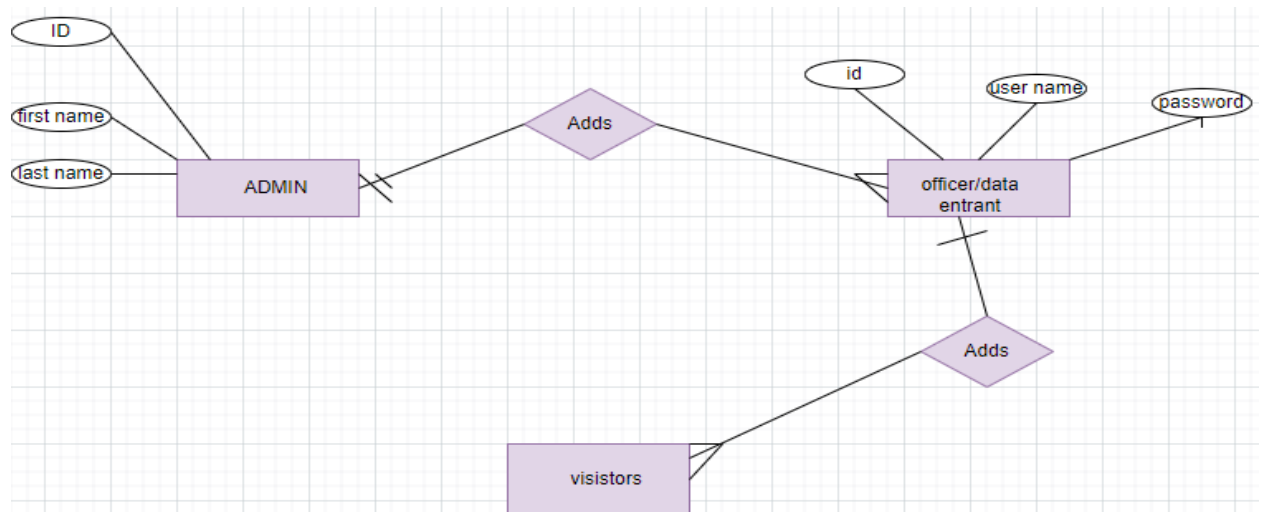 ID
first name
last name
ADMIN
Adds
id
user name
password
officer/data
entrant
Adds
visistors